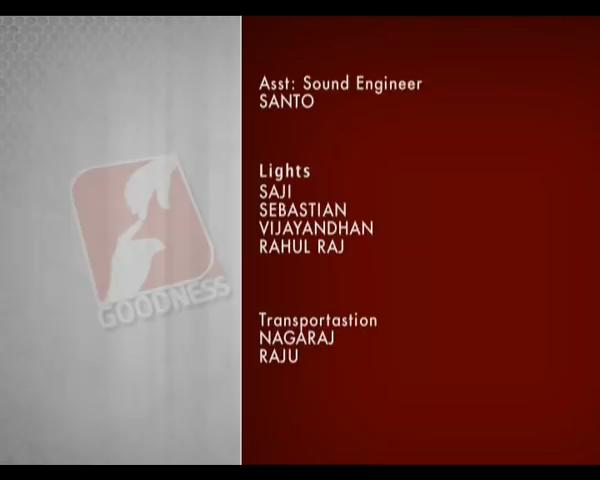 Asst: Sound Engineer
SANTO
Lights
SAJI
SEBASTIAN
VIJAYANDHAN
RAHUL RAJ
Transportastion
NAGARAJ
RAJU
GOODNESS